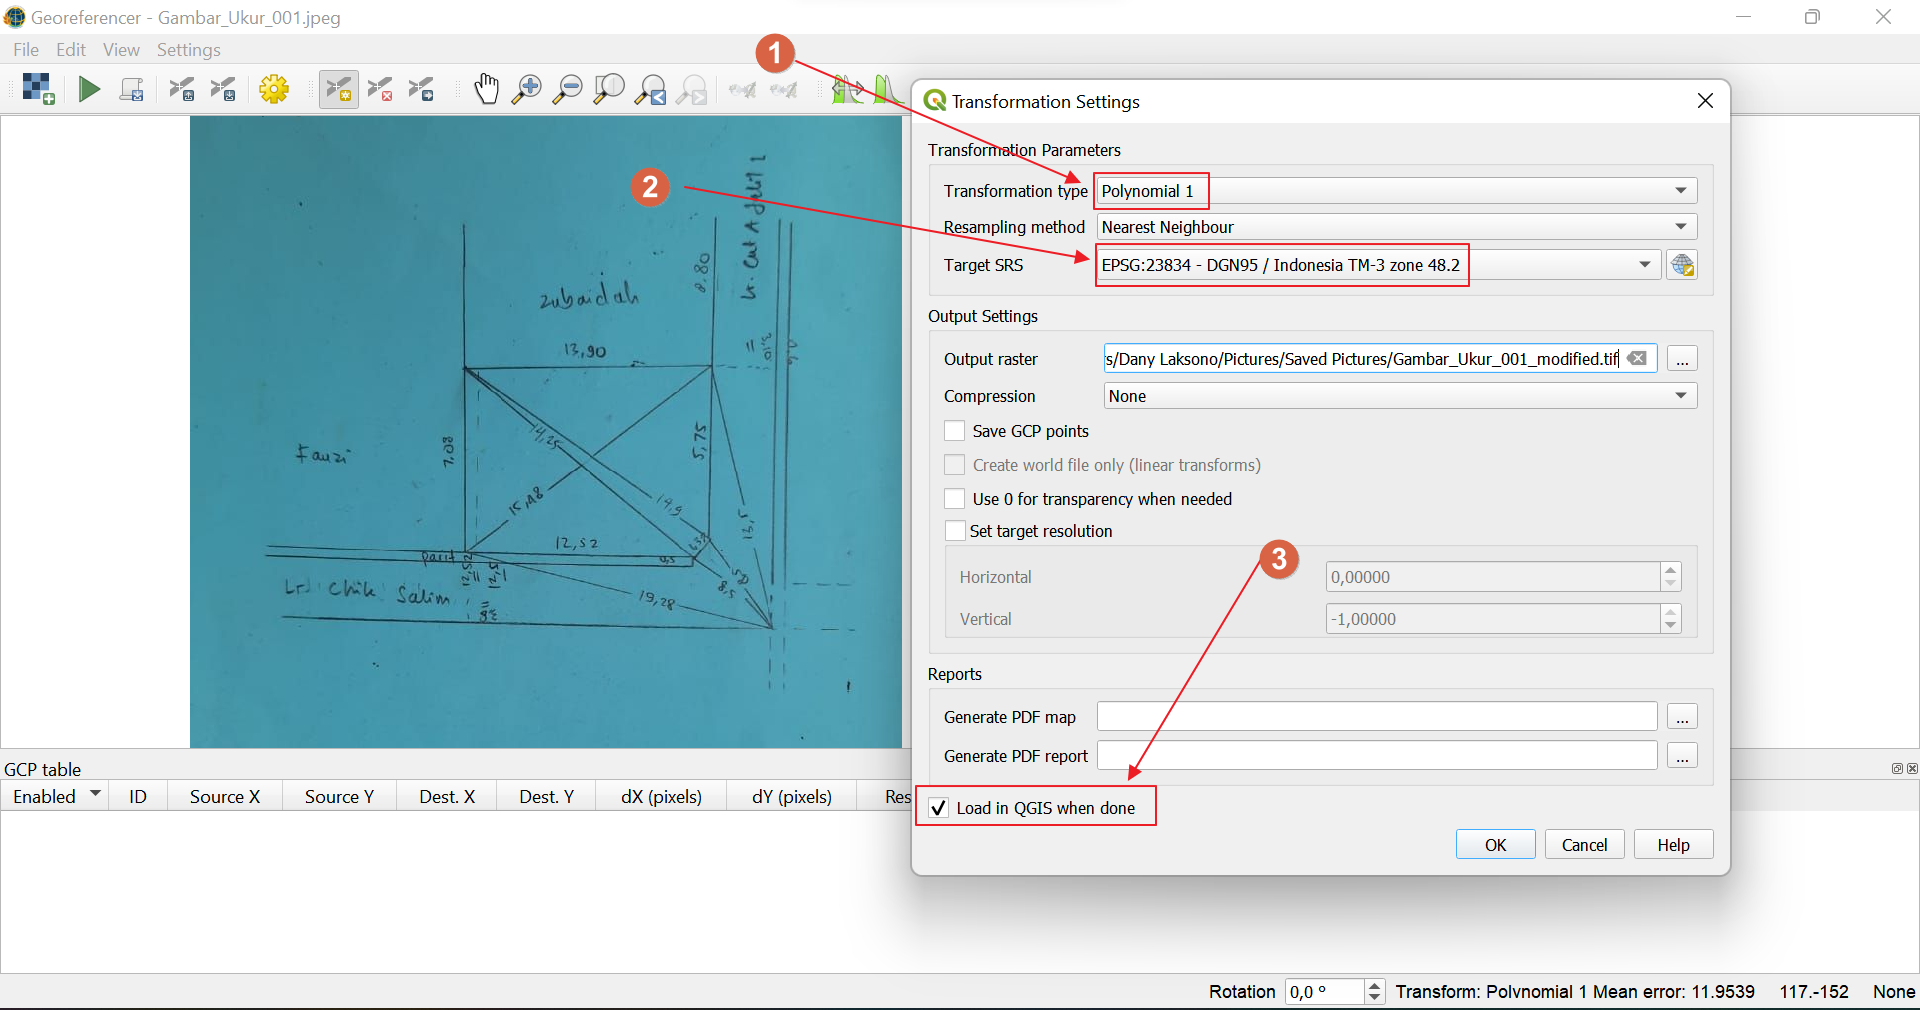 Georeferencer - Gambar_Ukur_001.jpeg
File Edit View Settings
1
2
3
Transformation Settings
Transformation Parameters
Transformation type Polynomial 1
Resampling method Nearest Neighbour
Target SRS EPSG:23834 - DGN95 / Indonesia TM-3 zone 48.2
Output Settings
Output raster s/Dany Laksono/Pictures/Saved Pictures/Gambar_Ukur_001_modified.tif ...
Compression None
Save GCP points
Create world file only (linear transforms)
Use 0 for transparency when needed
Set target resolution
Horizontal 0,00000
Vertical -1,00000
Reports
Generate PDF map ...
Generate PDF report ...
Load in QGIS when done
OK Cancel Help
8.80
zubaidah
13,90
Fauzi
7.08
14,25
5,75
15,48
14,9
13,5
12,52
parit
8,5
19,28
Lr. Chik Salim
GCP table
Enabled ID Source X Source Y Dest. X Dest. Y dX (pixels) dY (pixels) Res
Rotation 0,0 ° Transform: Polynomial 1 Mean error: 11.9539 117,-152 None